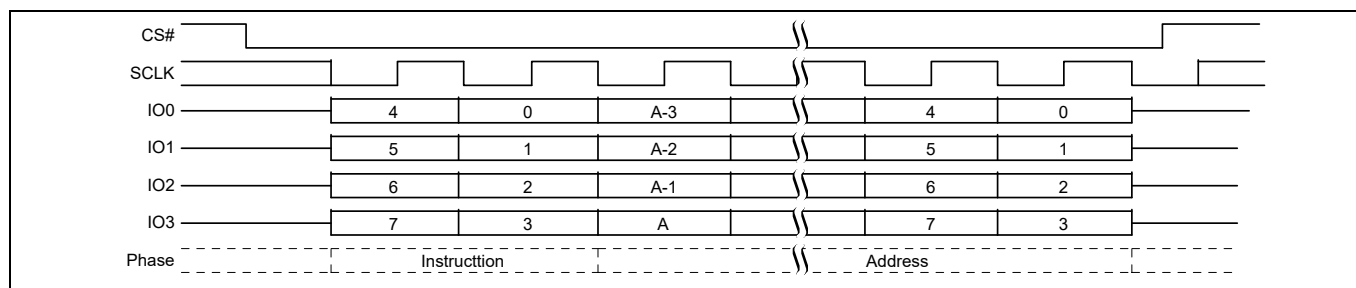 CS#
SCLK
IO0 4 0 A-3 4 0
IO1 5 1 A-2 5 1
IO2 6 2 A-1 6 2
IO3 7 3 A 7 3
Phase Instructtion Address